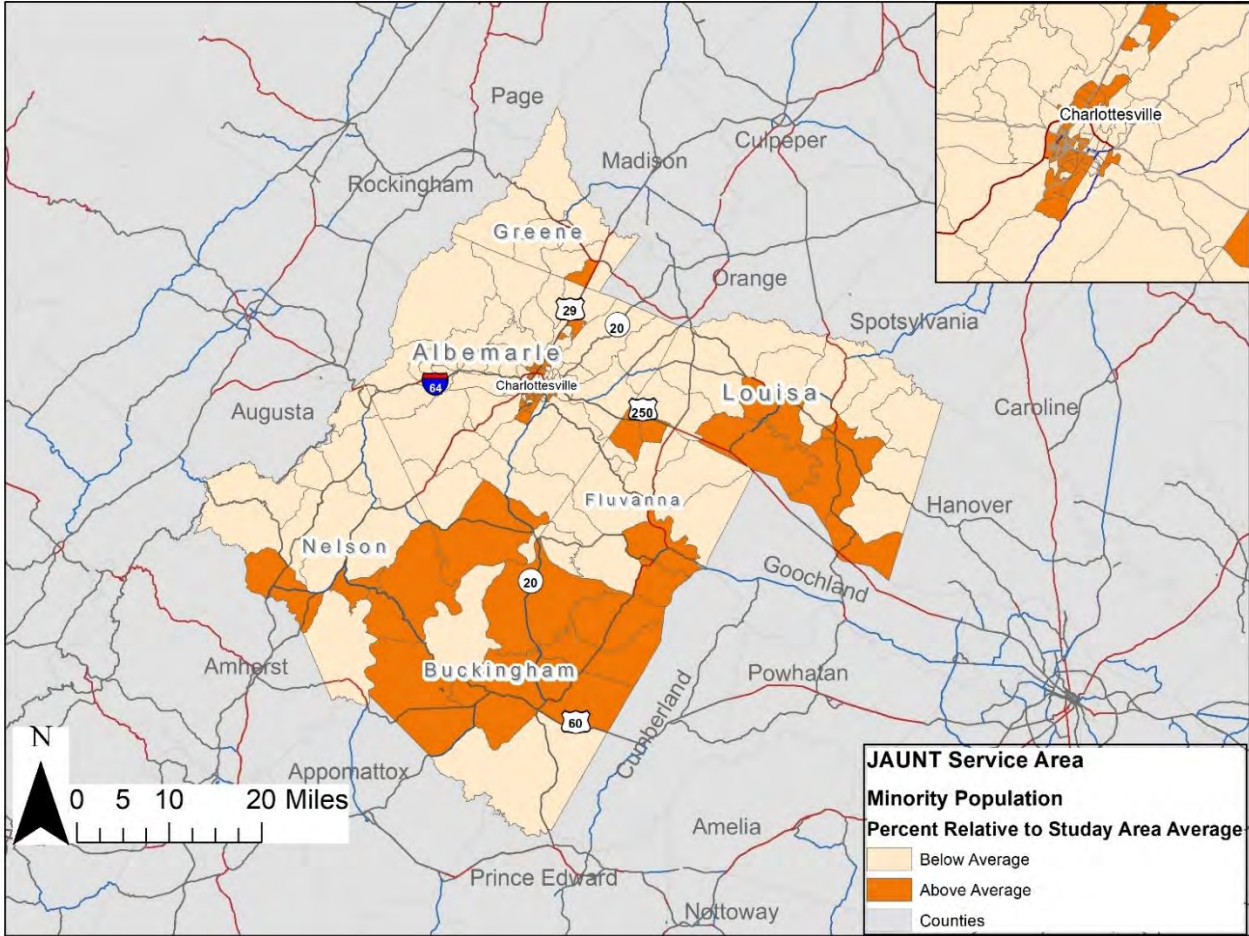 Page
Madison
Culpeper
Rockingham
Greene
Orange
29
20
Spotsylvania
Albemarle
Charlottesville
64
Louisa
250
Augusta
Caroline
Fluvanna
Hanover
Nelson
20
Goochland
Amherst
Buckingham
Powhatan
60
Cumberland
Appomattox
Amelia
Prince Edward
Nottoway
Charlottesville
N
0 5 10 20 Miles
JAUNT Service Area
Minority Population
Percent Relative to Studay Area Average
Below Average
Above Average
Counties